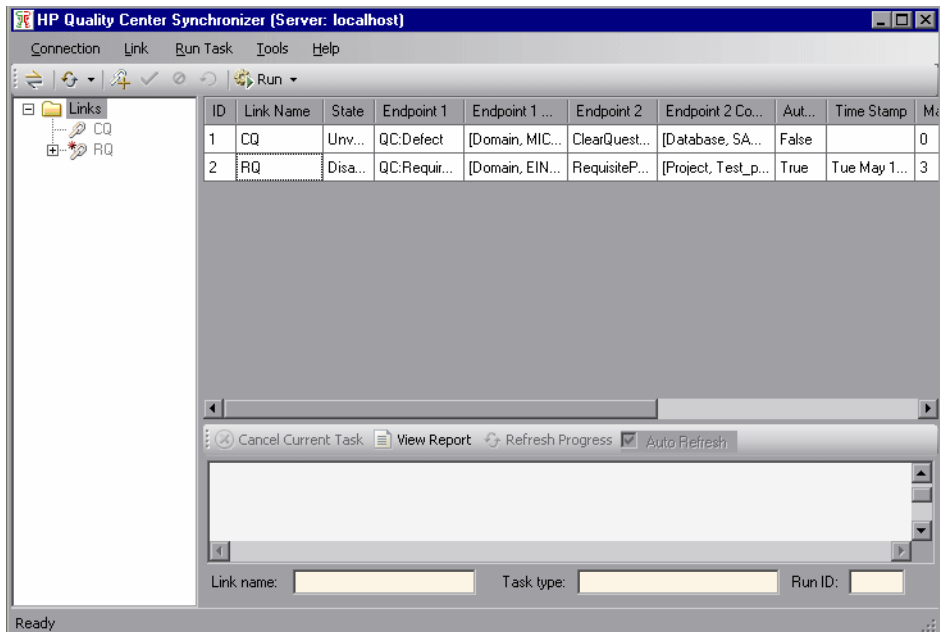 HP Quality Center Synchronizer (Server: localhost)
Connection Link Run Task Tools Help
Run
Links
CQ
RQ
ID Link Name State Endpoint 1 Endpoint 1 ... Endpoint 2 Endpoint 2 Co... Aut... Time Stamp Ma
1 CQ Unv... QC:Defect [Domain, MIC... ClearQuest... [Database, SA... False 0
2 RQ Disa... QC:Requir... [Domain, EIN... RequisiteP... [Project, Test_p... True Tue May 1... 3
Cancel Current Task View Report Refresh Progress Auto Refresh
Link name: Task type: Run ID:
Ready